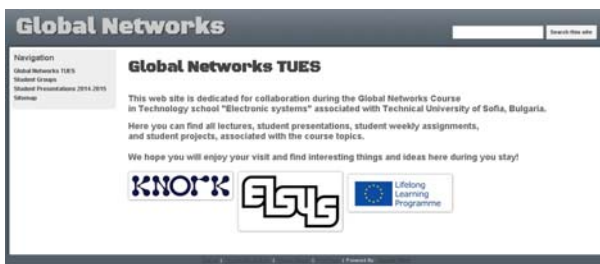 Global Networks
Search this site
Navigation
Global Networks TUES
Student Groups
Student Presentations 2014-2015
Sitemap
Global Networks TUES
This web site is dedicated for collaboration during the Global Networks Course
in Technology school "Electronic systems" associated with Technical University of Sofia, Bulgaria.
Here you can find all lectures, student presentations, student weekly assignments,
and student projects, associated with the course topics.
We hope you will enjoy your visit and find interesting things and ideas here during you stay!
KNORK
ELSYS
Lifelong
Learning
Programme
| Powered By